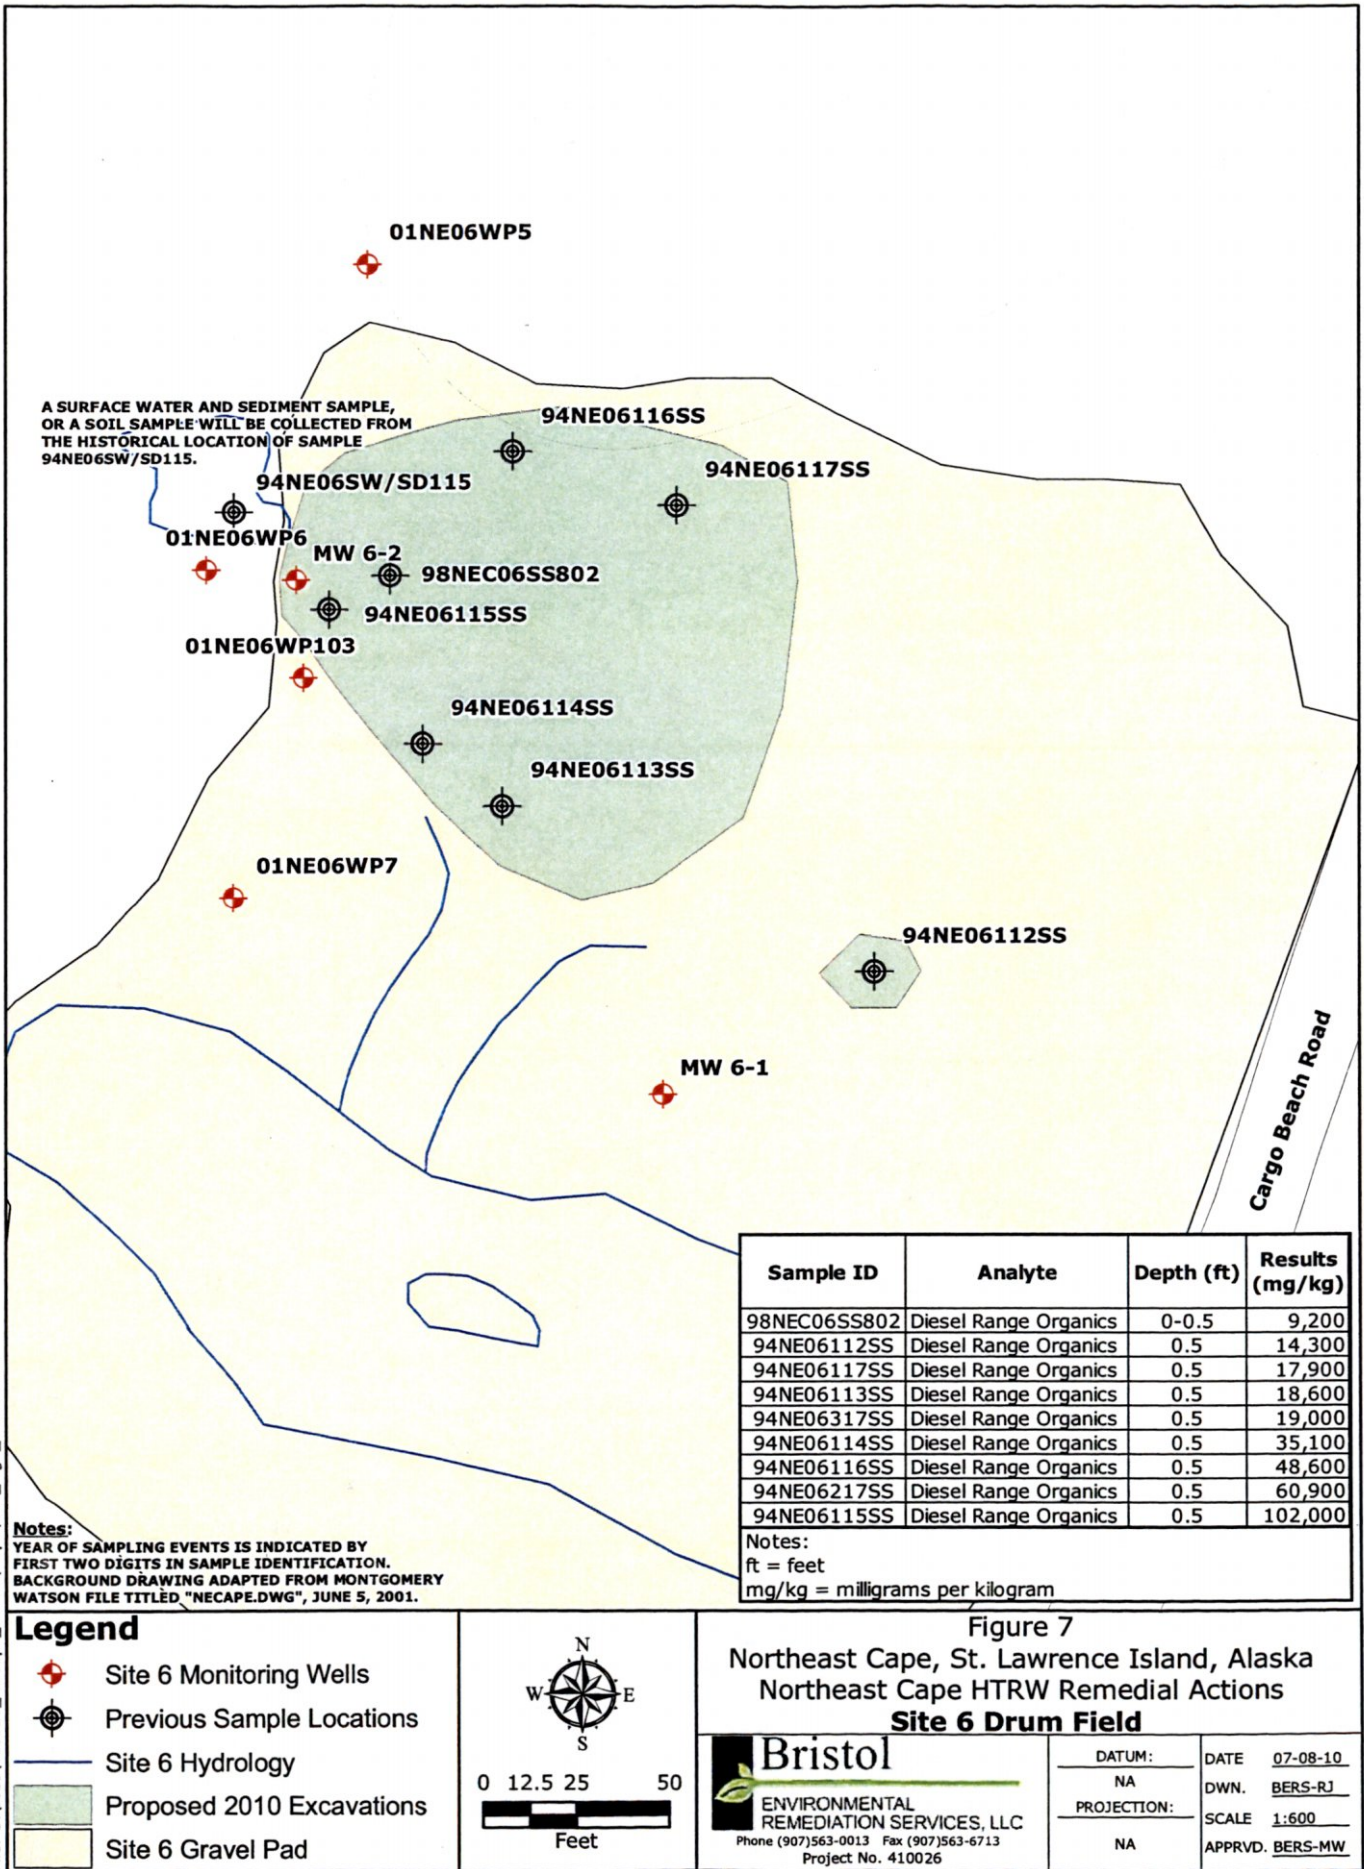 01NE06WP5
A SURFACE WATER AND SEDIMENT SAMPLE,
OR A SOIL SAMPLE WILL BE COLLECTED FROM
THE HISTORICAL LOCATION OF SAMPLE
94NE06SW/SD115.
94NE06116SS
94NE06117SS
94NE06SW/SD115
01NE06WP6
MW 6-2
98NEC06SS802
94NE06115SS
01NE06WP103
94NE06114SS
94NE06113SS
01NE06WP7
94NE06112SS
MW 6-1
Cargo Beach Road
Sample ID Analyte Depth (ft) Results (mg/kg)
98NEC06SS802 Diesel Range Organics 0-0.5 9,200
94NE06112SS Diesel Range Organics 0.5 14,300
94NE06117SS Diesel Range Organics 0.5 17,900
94NE06113SS Diesel Range Organics 0.5 18,600
94NE06317SS Diesel Range Organics 0.5 19,000
94NE06114SS Diesel Range Organics 0.5 35,100
94NE06116SS Diesel Range Organics 0.5 48,600
94NE06217SS Diesel Range Organics 0.5 60,900
94NE06115SS Diesel Range Organics 0.5 102,000
Notes:
ft = feet
mg/kg = milligrams per kilogram
Notes:
YEAR OF SAMPLING EVENTS IS INDICATED BY
FIRST TWO DIGITS IN SAMPLE IDENTIFICATION.
BACKGROUND DRAWING ADAPTED FROM MONTGOMERY
WATSON FILE TITLED "NECAPE.DWG", JUNE 5, 2001.
Legend
Site 6 Monitoring Wells
Previous Sample Locations
Site 6 Hydrology
Proposed 2010 Excavations
Site 6 Gravel Pad
N
W E
S
0 12.5 25 50
Feet
Figure 7
Northeast Cape, St. Lawrence Island, Alaska
Northeast Cape HTRW Remedial Actions
Site 6 Drum Field
Bristol
ENVIRONMENTAL
REMEDIATION SERVICES, LLC
Phone (907)563-0013 Fax (907)563-6713
Project No. 410026
DATUM:
NA
PROJECTION:
NA
DATE 07-08-10
DWN. BERS-RJ
SCALE 1:600
APPRVD. BERS-MW